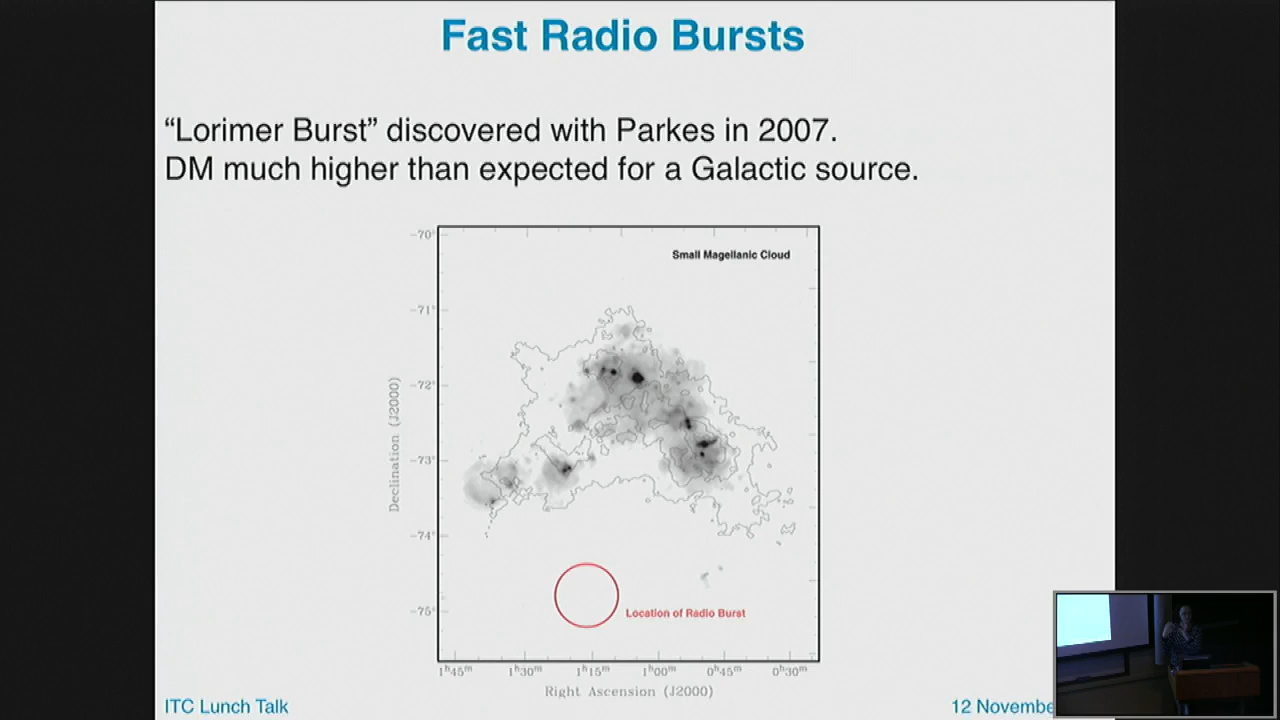 Fast Radio Bursts
“Lorimer Burst” discovered with Parkes in 2007.
DM much higher than expected for a Galactic source.
Small Magellanic Cloud
-70°
-71°
-72°
-73°
-74°
-75°
Declination (J2000)
Location of Radio Burst
1h45m 1h30m 1h15m 1h00m 0h45m 0h30m
Right Ascension (J2000)
ITC Lunch Talk
12 Novembe